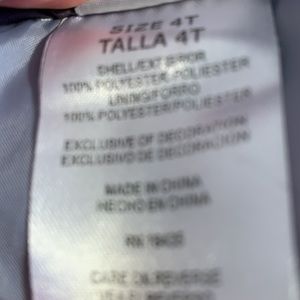 SIZE 4T
TALLA 4T
SHELL/EXTERIOR
100% POLYESTER/POLIESTER
LINING/FORRO
100% POLYESTER/POLIESTER
EXCLUSIVE OF DECORATION
EXCLUSIVO DE DECORACION
MADE IN CHINA
HECHO EN CHINA
CARE ON REVERSE